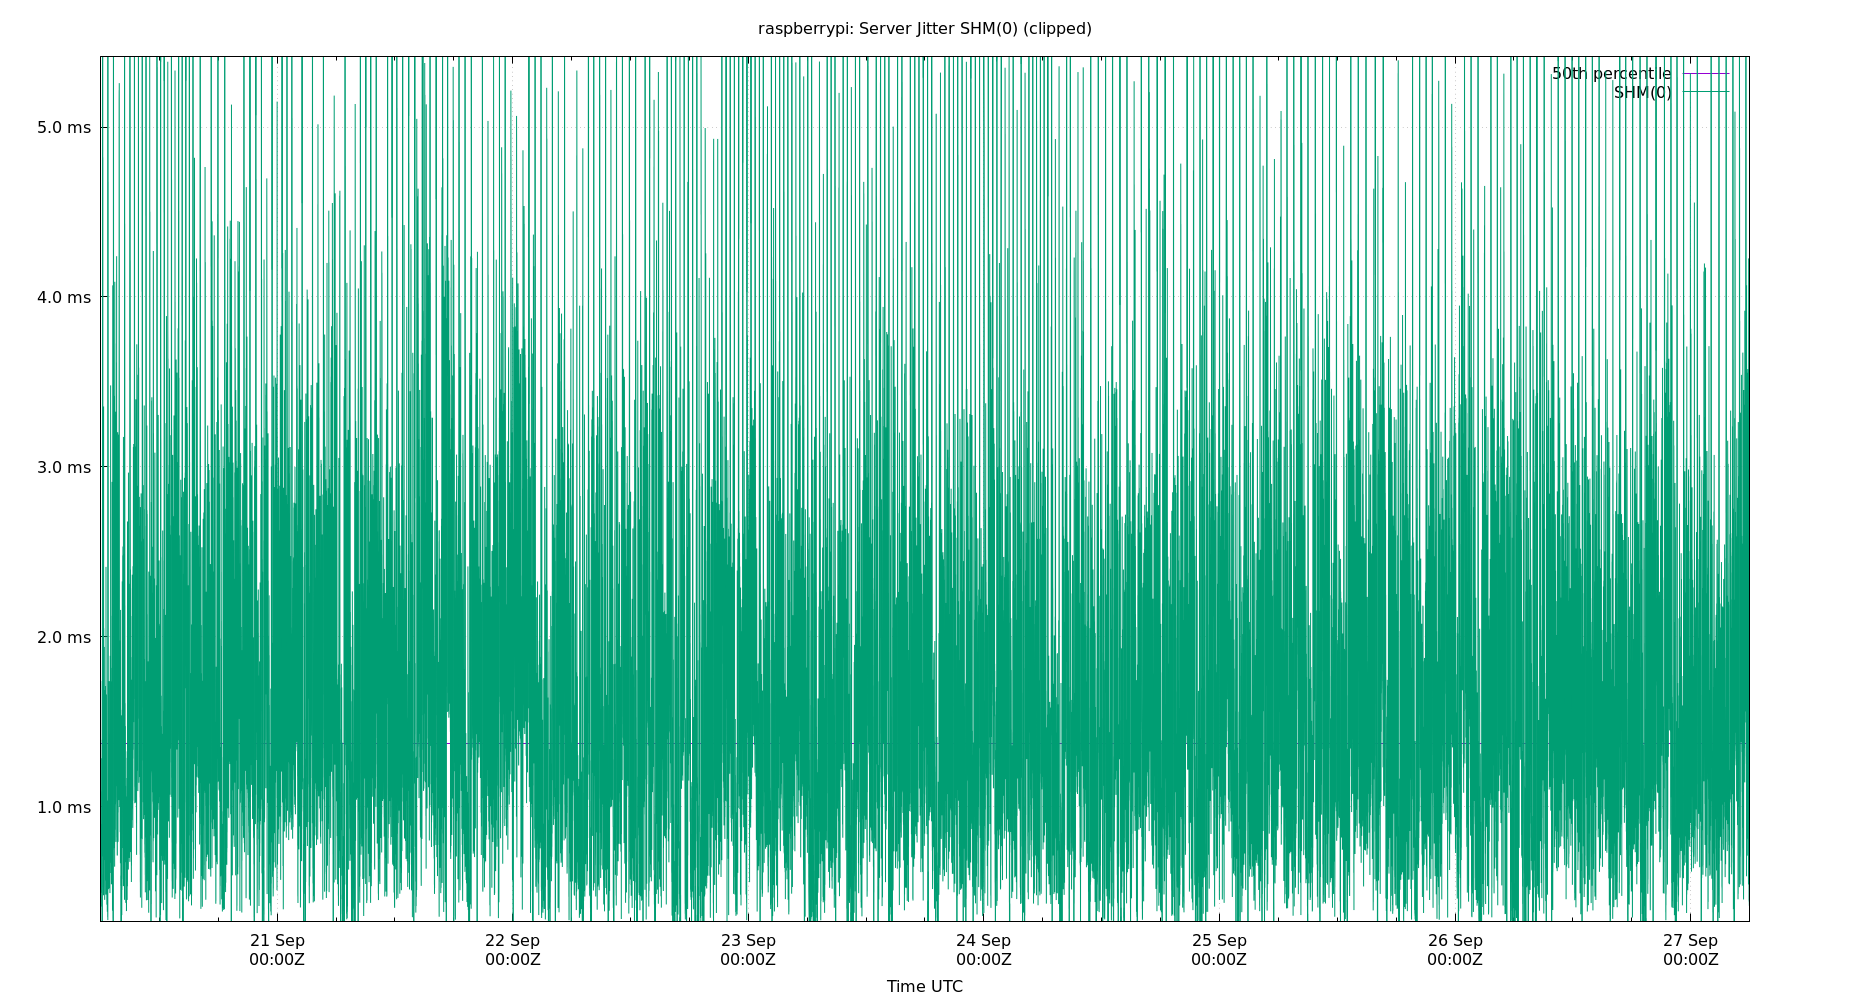 raspberrypi: Server Jitter SHM(0) (clipped)
50th percentile
SHM(0)
5.0 ms
4.0 ms
3.0 ms
2.0 ms
1.0 ms
21 Sep 22 Sep 23 Sep 24 Sep 25 Sep 26 Sep 27 Sep
00:00Z 00:00Z 00:00Z 00:00Z 00:00Z 00:00Z 00:00Z
Time UTC